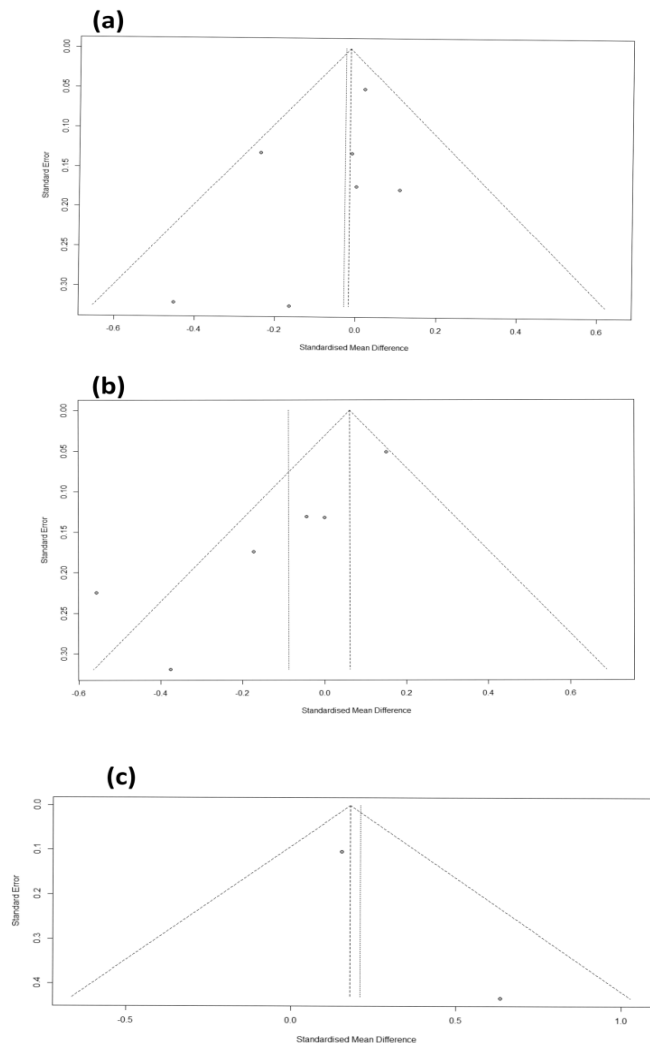 (a)
0.00
0.05
0.10
0.15
0.20
0.25
0.30
Standard Error
-0.6 -0.4 -0.2 0.0 0.2 0.4 0.6
Standardised Mean Difference
(b)
0.00
0.05
0.10
0.15
0.20
0.25
0.30
Standard Error
-0.6 -0.4 -0.2 0.0 0.2 0.4 0.6
Standardised Mean Difference
(c)
0.0
0.1
0.2
0.3
0.4
Standard Error
-0.5 0.0 0.5 1.0
Standardised Mean Difference